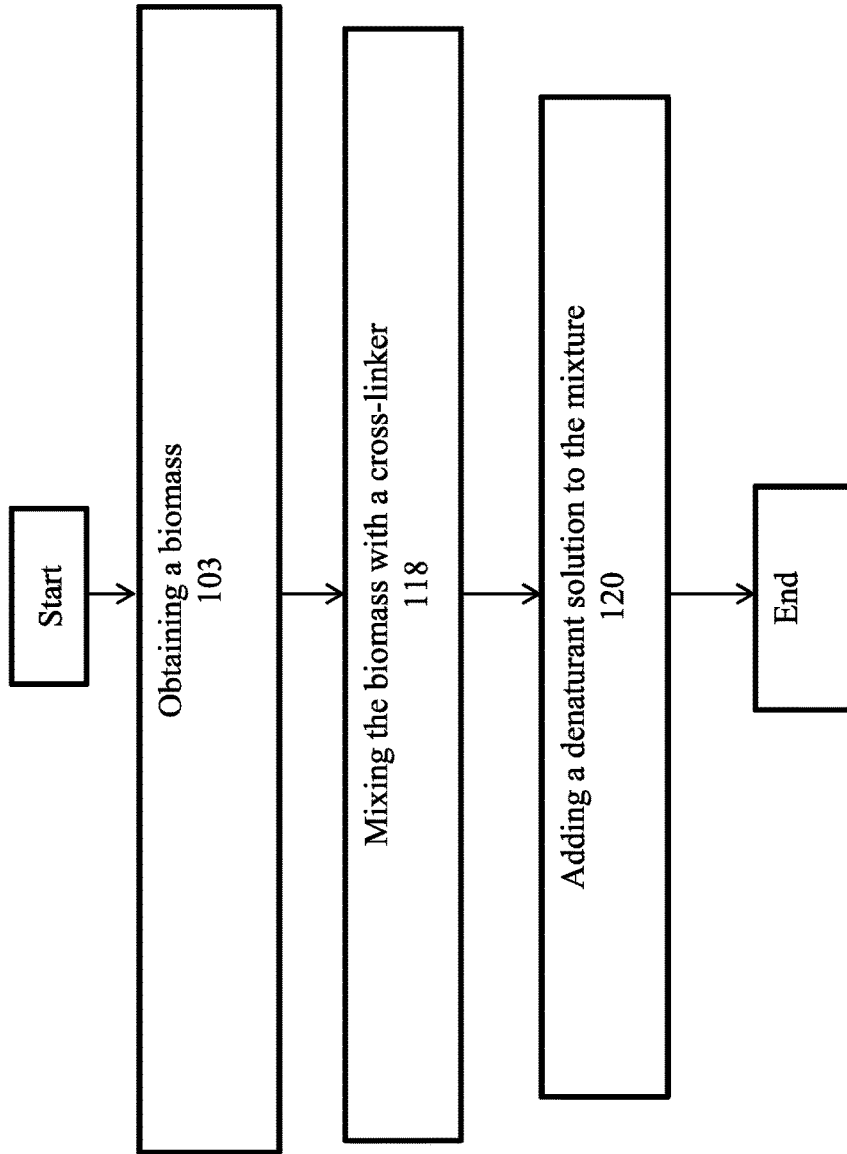 Start
Obtaining a biomass
103
Mixing the biomass with a cross-linker
118
Adding a denaturant solution to the mixture
120
End